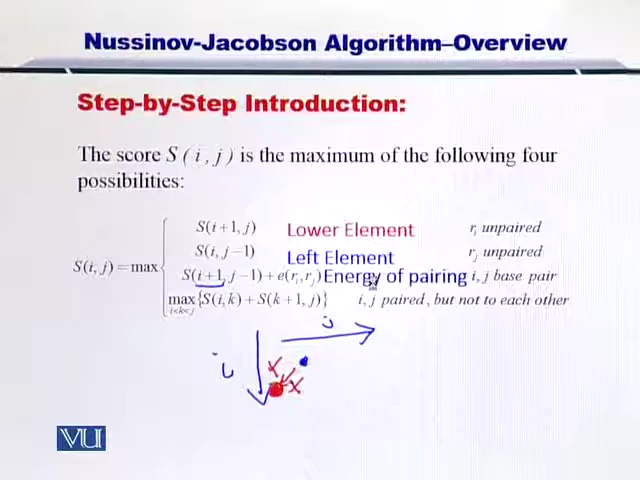 Nussinov-Jacobson Algorithm–Overview
Step-by-Step Introduction:
The score S ( i , j ) is the maximum of the following four
possibilities:
S(i+1, j) Lower Element rᵢ unpaired
S(i, j−1) Left Element rⱼ unpaired
S(i, j) = max
S(i+1, j−1)+e(rᵢ, rⱼ) Energy of pairing i, j base pair
max{S(i,k)+S(k+1, j)} i, j paired, but not to each other
i<k<j
j
i
x
x
VU